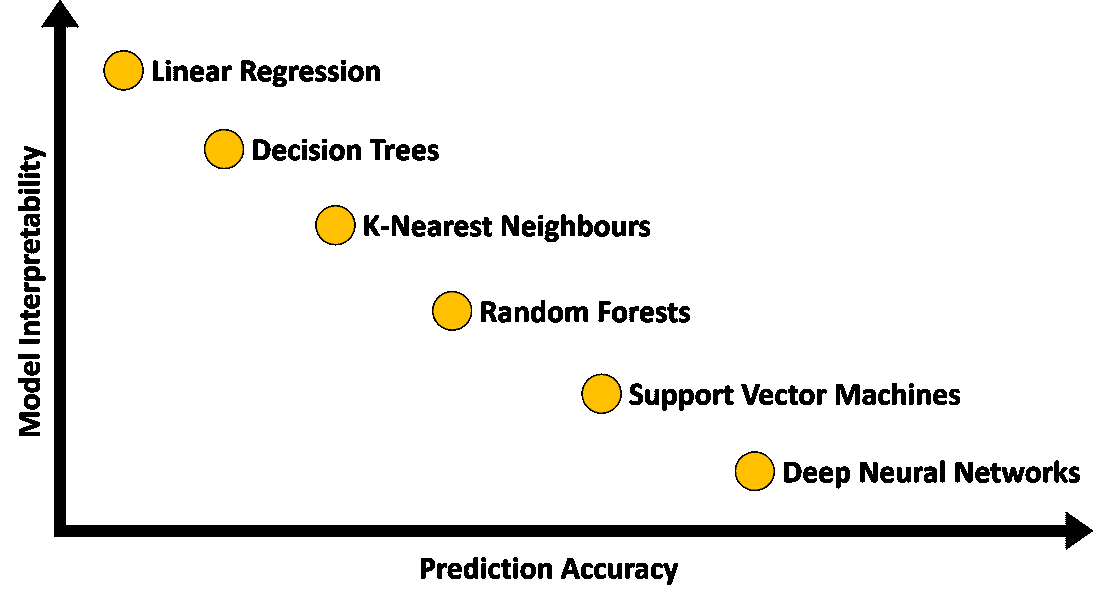 Linear Regression
Decision Trees
K-Nearest Neighbours
Random Forests
Support Vector Machines
Deep Neural Networks
Model Interpretability
Prediction Accuracy